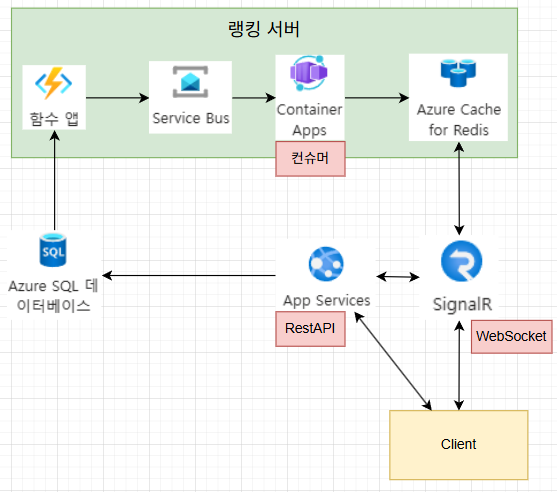 랭킹 서버
함수 앱
Service Bus
Container
Apps
컨슈머
Azure Cache
for Redis
SQL
Azure SQL 데
이터베이스
App Services
RestAPI
SignalR
WebSocket
Client